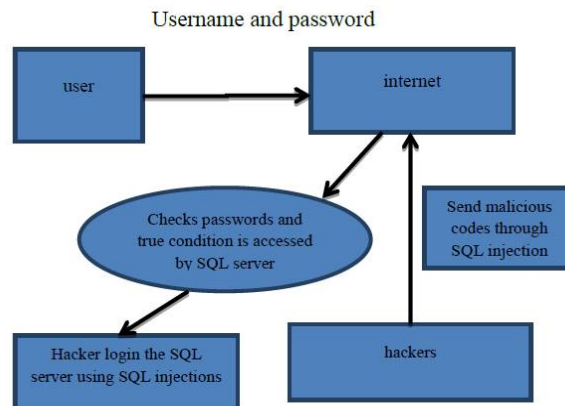 Username and password
user
internet
Checks passwords and
true condition is accessed
by SQL server
Send malicious
codes through
SQL injection
Hacker login the SQL
server using SQL injections
hackers